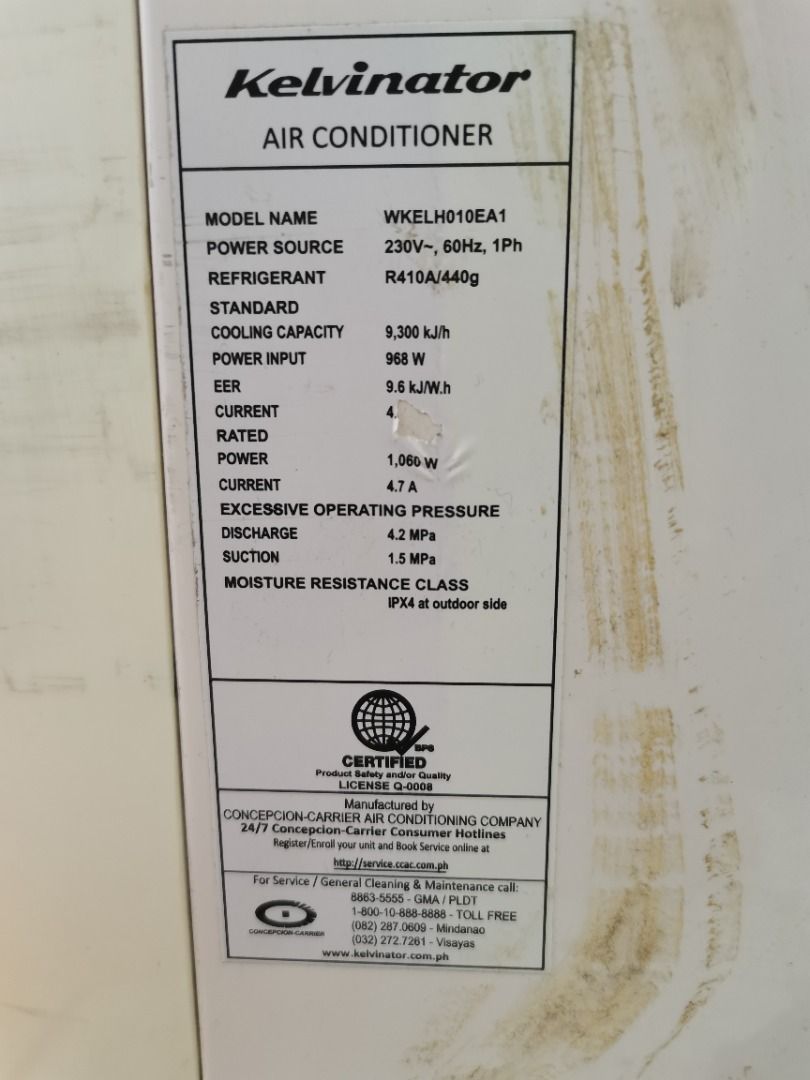 Kelvinator
AIR CONDITIONER
MODEL NAME WKELH010EA1
POWER SOURCE 230V~, 60Hz, 1Ph
REFRIGERANT R410A/440g
STANDARD
COOLING CAPACITY 9,300 kJ/h
POWER INPUT 968 W
EER 9.6 kJ/W.h
CURRENT 4.
RATED
POWER 1,060 W
CURRENT 4.7 A
EXCESSIVE OPERATING PRESSURE
DISCHARGE 4.2 MPa
SUCTION 1.5 MPa
MOISTURE RESISTANCE CLASS
IPX4 at outdoor side
BPS
CERTIFIED
Product Safety and/or Quality
LICENSE Q-0008
Manufactured by
CONCEPCION-CARRIER AIR CONDITIONING COMPANY
24/7 Concepcion-Carrier Consumer Hotlines
Register/Enroll your unit and Book Service online at
http://service.ccac.com.ph
For Service / General Cleaning & Maintenance call:
8863-5555 - GMA / PLDT
1-800-10-888-8888 - TOLL FREE
(082) 287.0609 - Mindanao
(032) 272.7261 - Visayas
CONCEPCION-CARRIER
www.kelvinator.com.ph